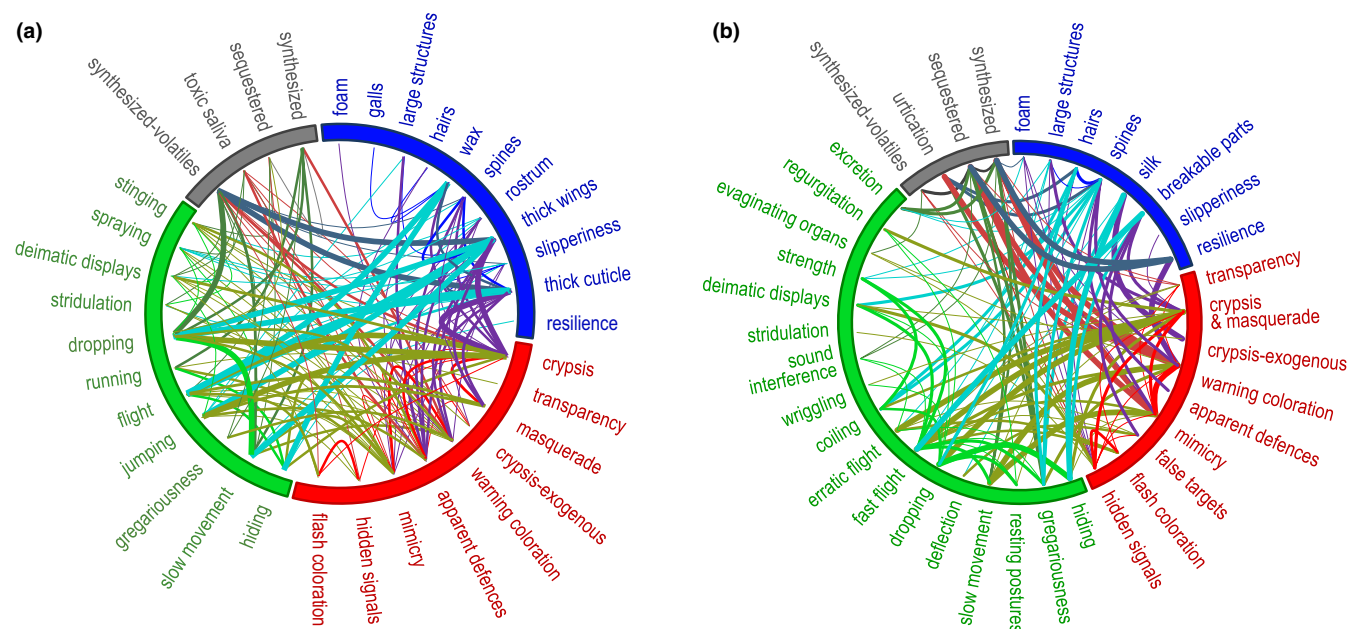 (a)
synthesized-volatiles
toxic saliva
sequestered
synthesized
foam
galls
large structures
hairs
wax
spines
rostrum
thick wings
slipperiness
thick cuticle
resilience
crypsis
transparency
masquerade
crypsis-exogenous
warning coloration
apparent defences
mimicry
hidden signals
flash coloration
hiding
slow movement
gregariousness
jumping
flight
running
dropping
stridulation
deimatic displays
spraying
stinging
(b)
synthesized-volatiles
urtication
sequestered
synthesized
foam
large structures
hairs
spines
silk
breakable parts
slipperiness
resilience
transparency
crypsis
& masquerade
crypsis-exogenous
warning coloration
apparent defences
mimicry
false targets
flash coloration
hidden signals
hiding
gregariousness
resting postures
slow movement
deflection
dropping
fast flight
erratic flight
coiling
wriggling
sound
interference
stridulation
deimatic displays
strength
evaginating organs
regurgitation
excretion